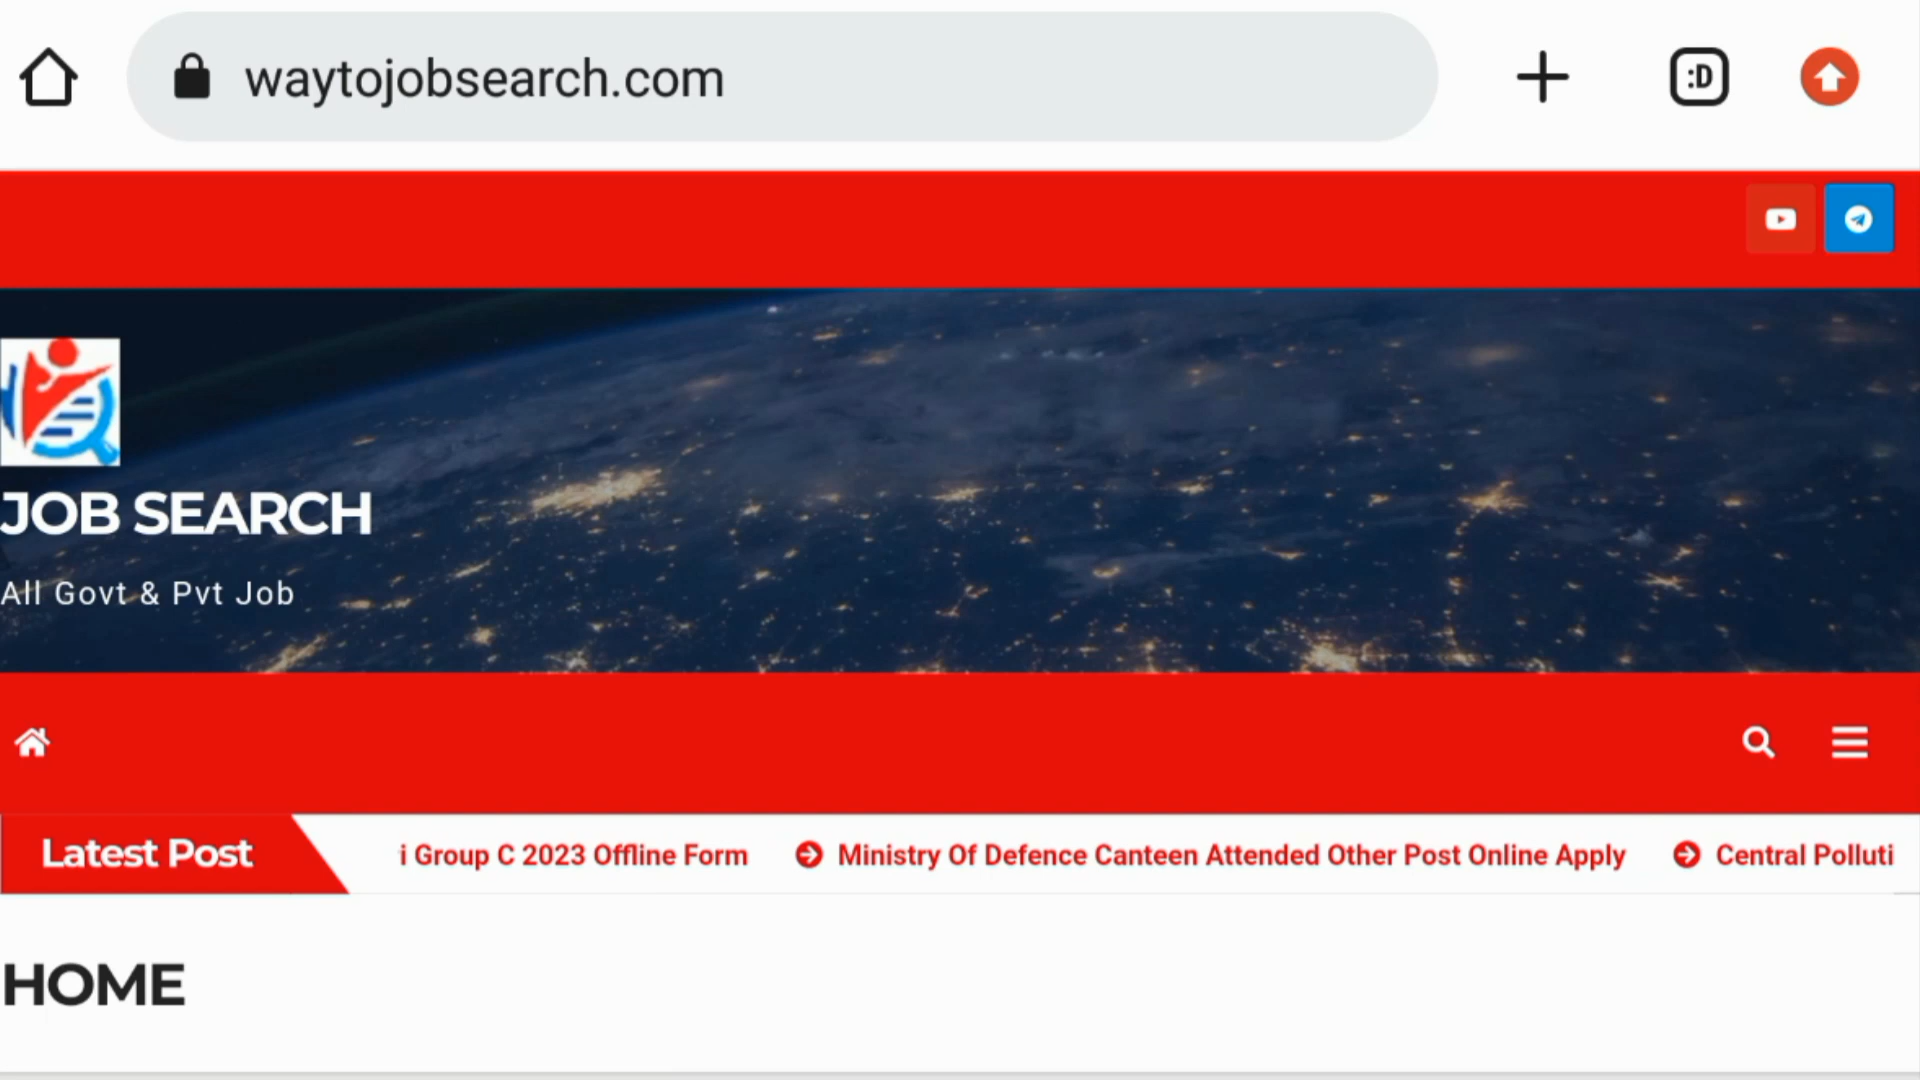 waytojobsearch.com
:D
JOB SEARCH
All Govt & Pvt Job
Latest Post
i Group C 2023 Offline Form
Ministry Of Defence Canteen Attended Other Post Online Apply
Central Polluti
HOME